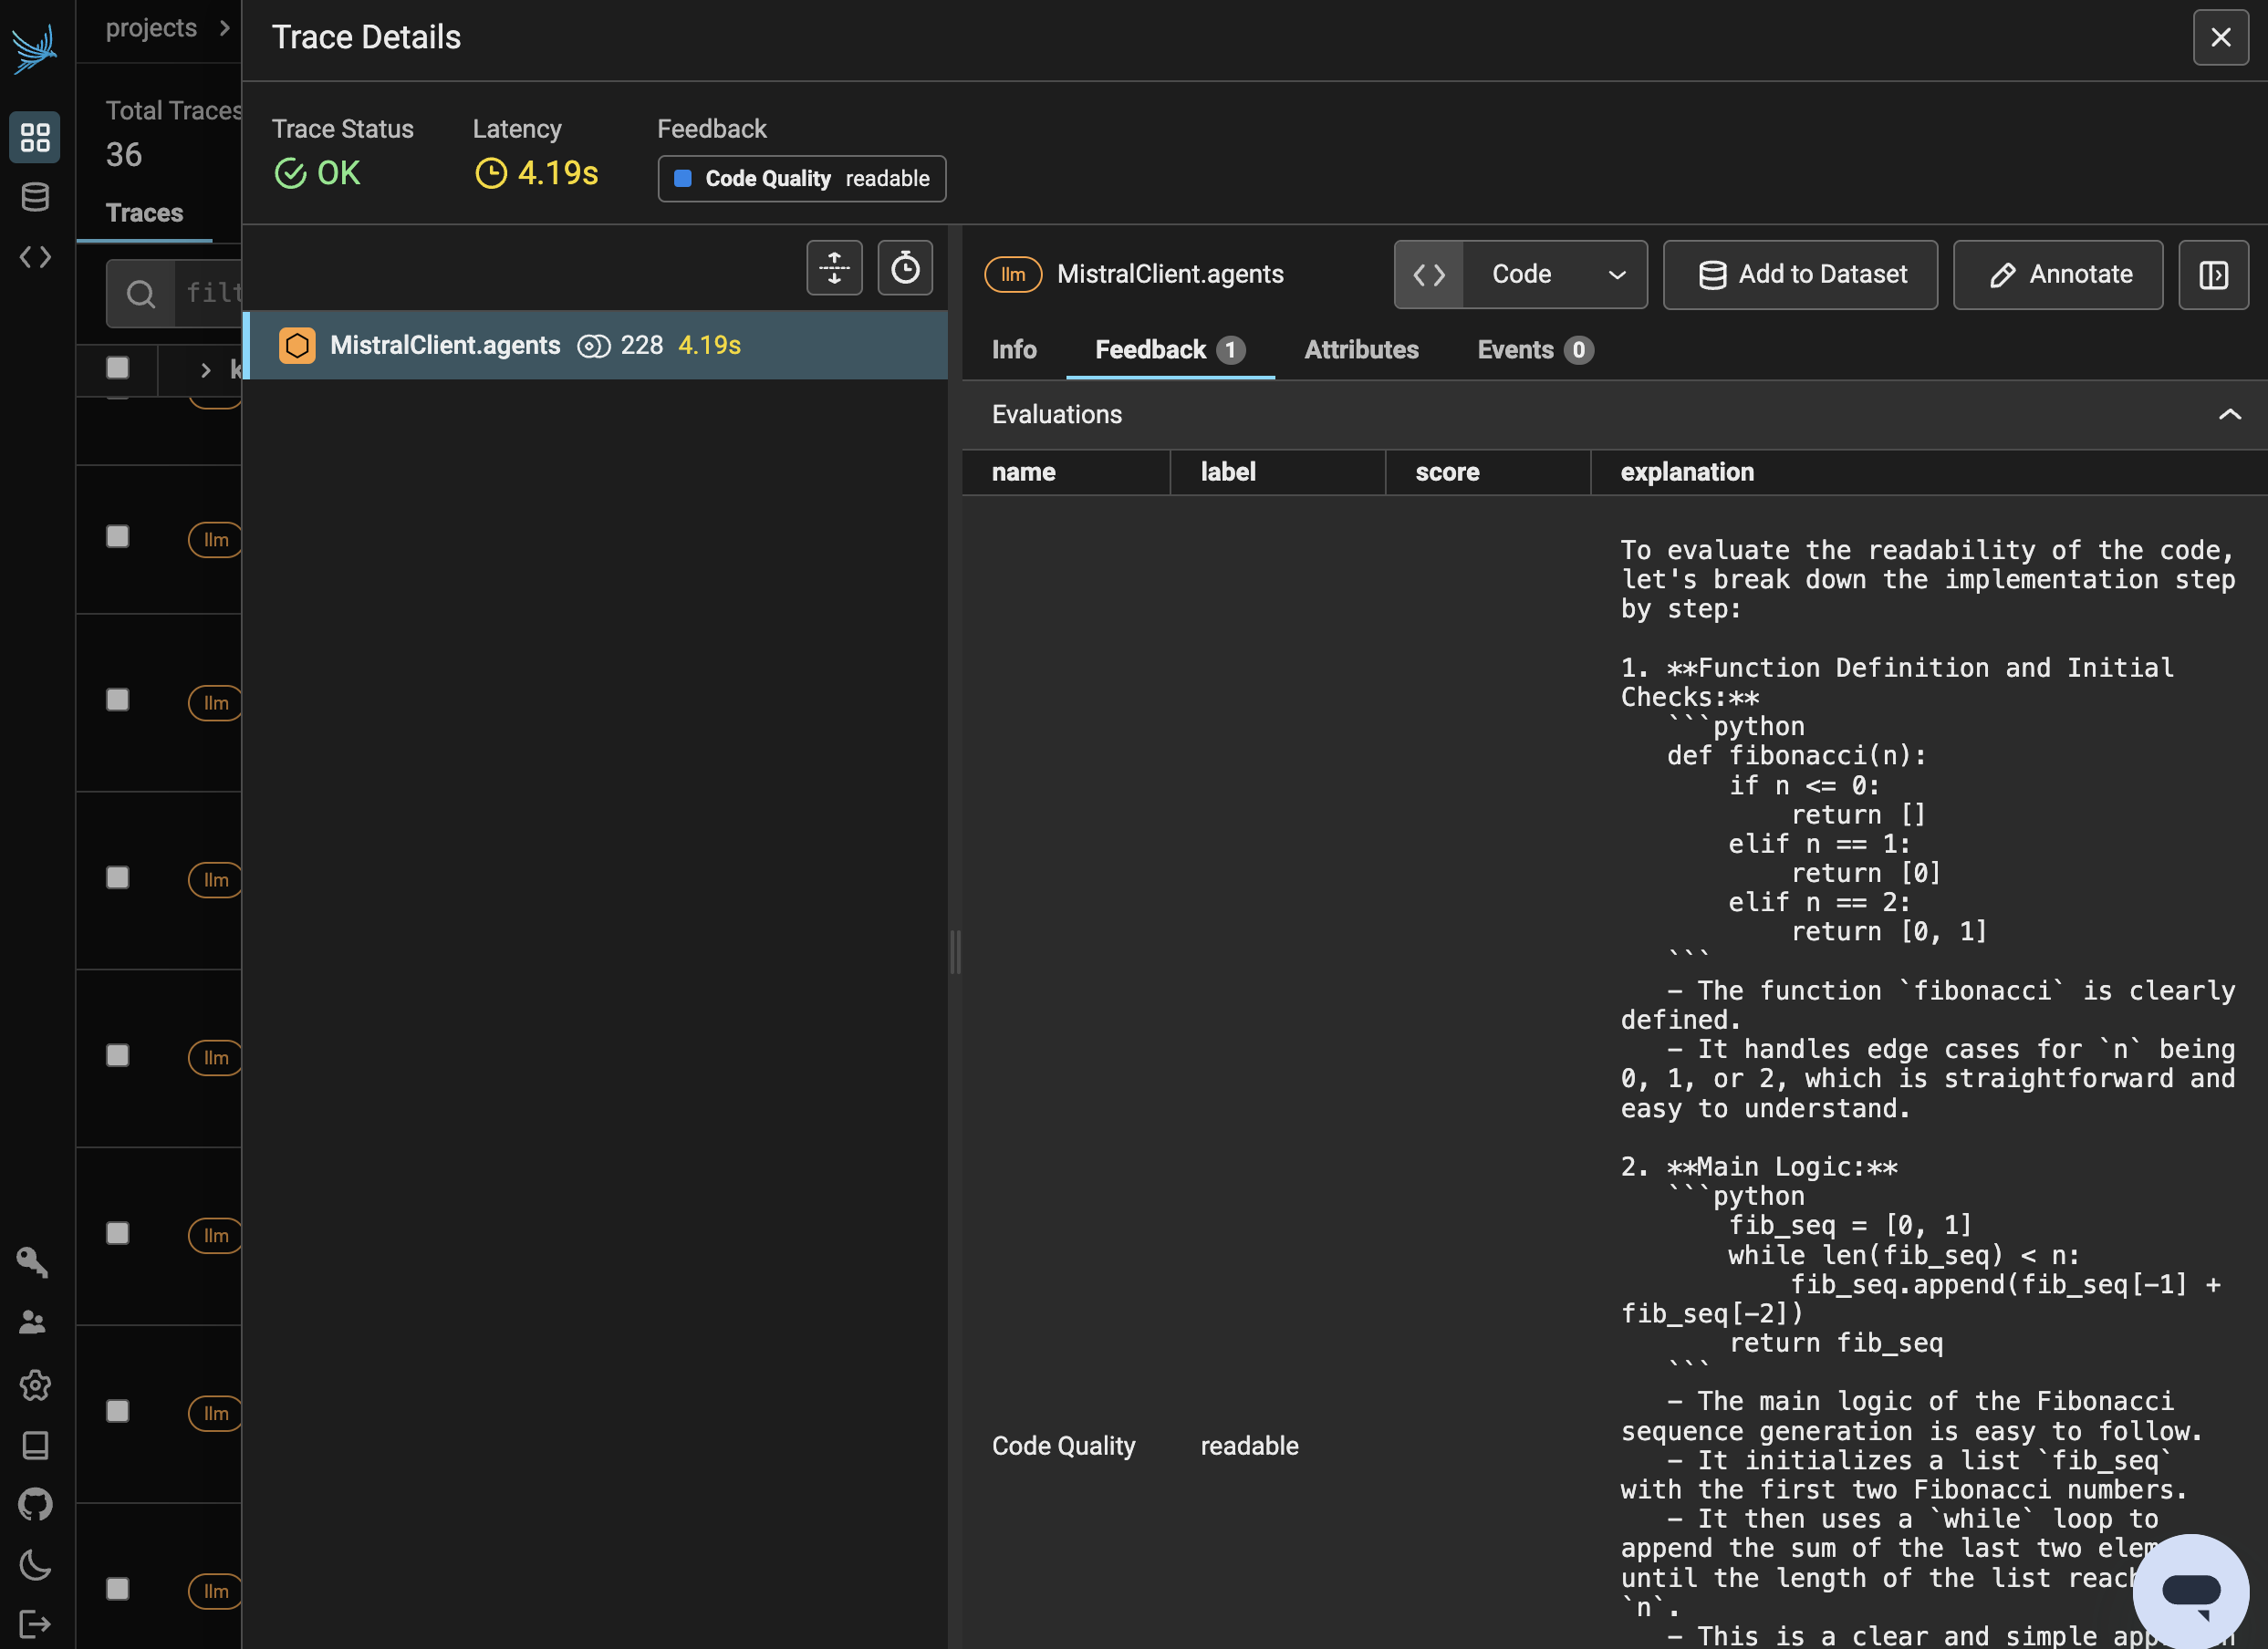 projects
Trace Details
Total Traces
36
Traces
Trace Status
OK
Latency
4.19s
Feedback
Code Quality readable
llm
llm
llm
llm
llm
llm
llm
MistralClient.agents 228 4.19s
llm MistralClient.agents
Code
Add to Dataset
Annotate
Info
Feedback 1
Attributes
Events 0
Evaluations
name label score explanation
To evaluate the readability of the code,
let's break down the implementation step
by step:
1. **Function Definition and Initial
Checks:**
```python
def fibonacci(n):
if n <= 0:
return []
elif n == 1:
return [0]
elif n == 2:
return [0, 1]
```
- The function `fibonacci` is clearly
defined.
- It handles edge cases for `n` being
0, 1, or 2, which is straightforward and
easy to understand.
2. **Main Logic:**
```python
fib_seq = [0, 1]
while len(fib_seq) < n:
fib_seq.append(fib_seq[-1] +
fib_seq[-2])
return fib_seq
```
- The main logic of the Fibonacci
sequence generation is easy to follow.
Code Quality readable
- It initializes a list `fib_seq`
with the first two Fibonacci numbers.
- It then uses a `while` loop to
append the sum of the last two
until the length of the list
`n`.
- This is a clear and simple